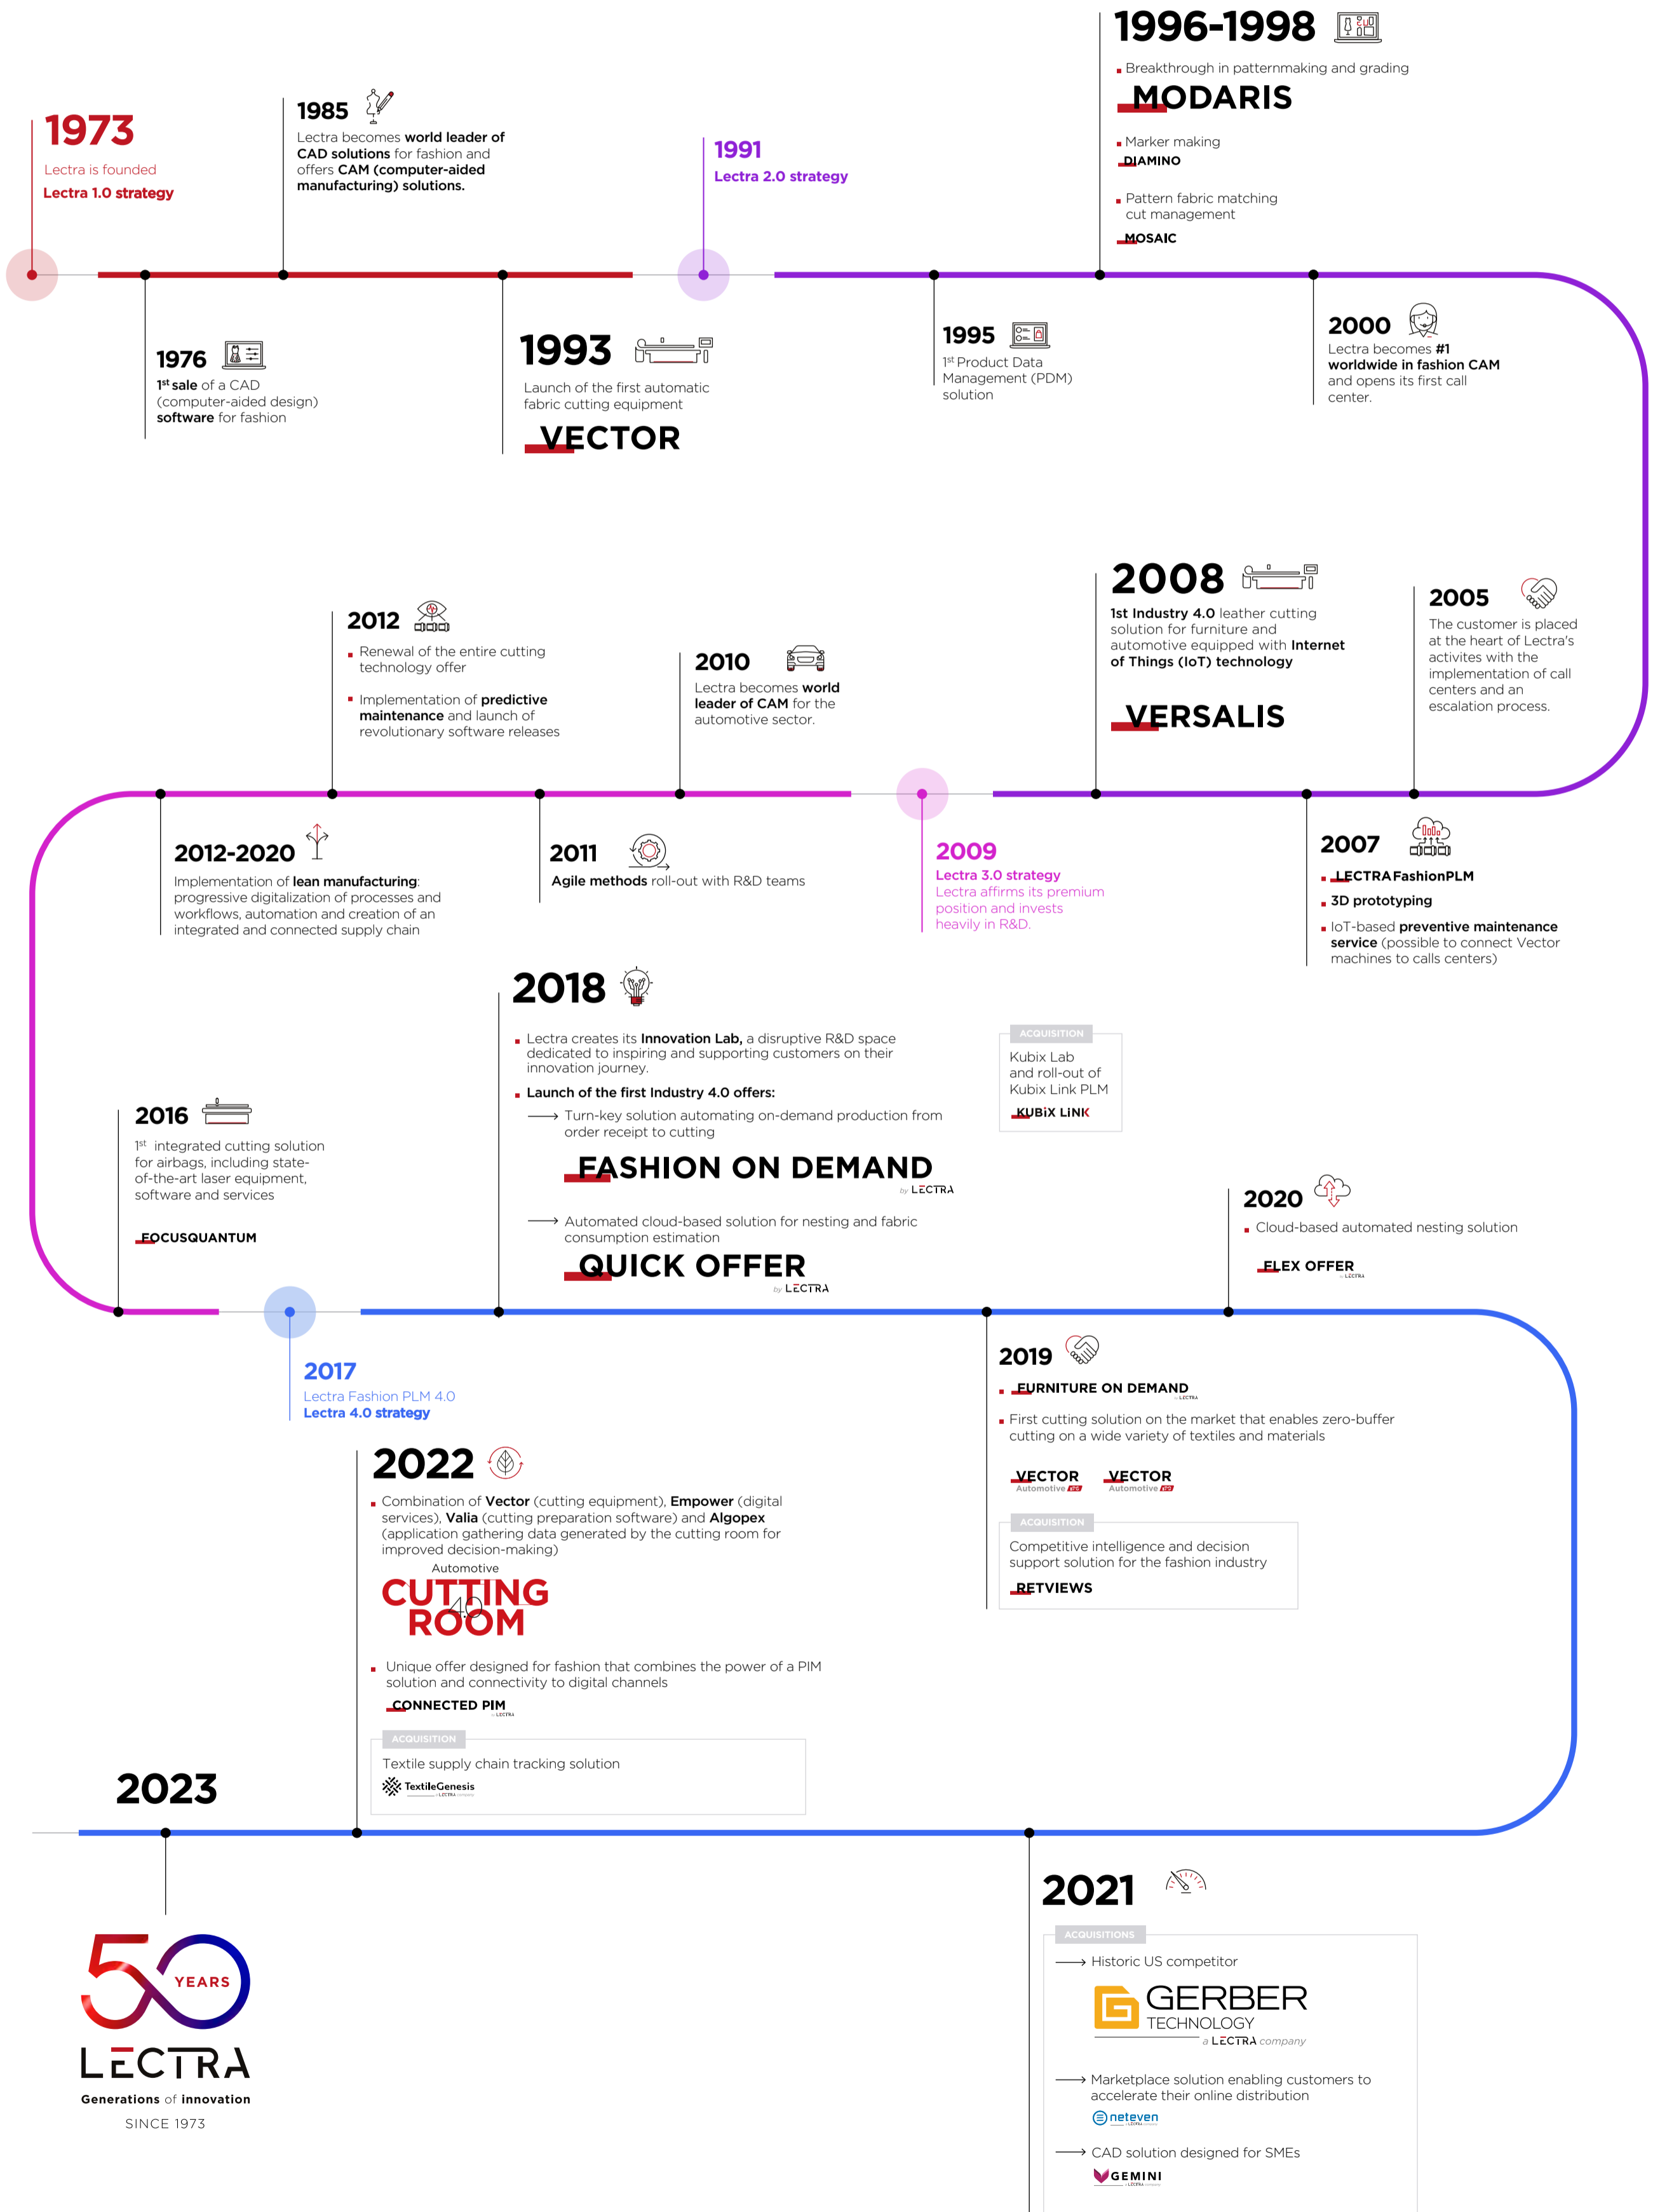 1973
Lectra is founded
Lectra 1.0 strategy
1985
Lectra becomes world leader of
CAD solutions for fashion and
offers CAM (computer-aided
manufacturing) solutions.
1991
Lectra 2.0 strategy
1996-1998
Breakthrough in patternmaking and grading
MODARIS
Marker making
DIAMINO
Pattern fabric matching
cut management
MOSAIC
1976
1st sale of a CAD
(computer-aided design)
software for fashion
1993
Launch of the first automatic
fabric cutting equipment
VECTOR
1995
1st Product Data
Management (PDM)
solution
2000
Lectra becomes #1
worldwide in fashion CAM
and opens its first call
center.
2005
The customer is placed
at the heart of Lectra's
activites with the
implementation of call
centers and an
escalation process.
2008
1st Industry 4.0 leather cutting
solution for furniture and
automotive equipped with Internet
of Things (IoT) technology
VERSALIS
2010
Lectra becomes world
leader of CAM for the
automotive sector.
2012
Renewal of the entire cutting
technology offer
Implementation of predictive
maintenance and launch of
revolutionary software releases
2007
LECTRA FashionPLM
3D prototyping
IoT-based preventive maintenance
service (possible to connect Vector
machines to calls centers)
2009
Lectra 3.0 strategy
Lectra affirms its premium
position and invests
heavily in R&D.
2011
Agile methods roll-out with R&D teams
2012-2020
Implementation of lean manufacturing:
progressive digitalization of processes and
workflows, automation and creation of an
integrated and connected supply chain
2016
1st integrated cutting solution
for airbags, including state-
of-the-art laser equipment,
software and services
FOCUSQUANTUM
2018
Lectra creates its Innovation Lab, a disruptive R&D space
dedicated to inspiring and supporting customers on their
innovation journey.
Launch of the first Industry 4.0 offers:
Turn-key solution automating on-demand production from
order receipt to cutting
FASHION ON DEMAND
by LECTRA
Automated cloud-based solution for nesting and fabric
consumption estimation
QUICK OFFER
by LECTRA
ACQUISITION
Kubix Lab
and roll-out of
Kubix Link PLM
KUBiX LiNK
2020
Cloud-based automated nesting solution
FLEX OFFER
by LECTRA
2017
Lectra Fashion PLM 4.0
Lectra 4.0 strategy
2019
FURNITURE ON DEMAND
by LECTRA
First cutting solution on the market that enables zero-buffer
cutting on a wide variety of textiles and materials
VECTOR VECTOR
Automotive Automotive
ACQUISITION
Competitive intelligence and decision
support solution for the fashion industry
RETVIEWS
2022
Combination of Vector (cutting equipment), Empower (digital
services), Valia (cutting preparation software) and Algopex
(application gathering data generated by the cutting room for
improved decision-making)
Automotive
CUTTING
4.0
ROOM
Unique offer designed for fashion that combines the power of a PIM
solution and connectivity to digital channels
CONNECTED PIM
by LECTRA
ACQUISITION
Textile supply chain tracking solution
TextileGenesis
a LECTRA company
2023
50
YEARS
LECTRA
Generations of innovation
SINCE 1973
2021
ACQUISITIONS
Historic US competitor
GERBER
TECHNOLOGY
a LECTRA company
Marketplace solution enabling customers to
accelerate their online distribution
neteven
a LECTRA company
CAD solution designed for SMEs
GEMINI
a LECTRA company